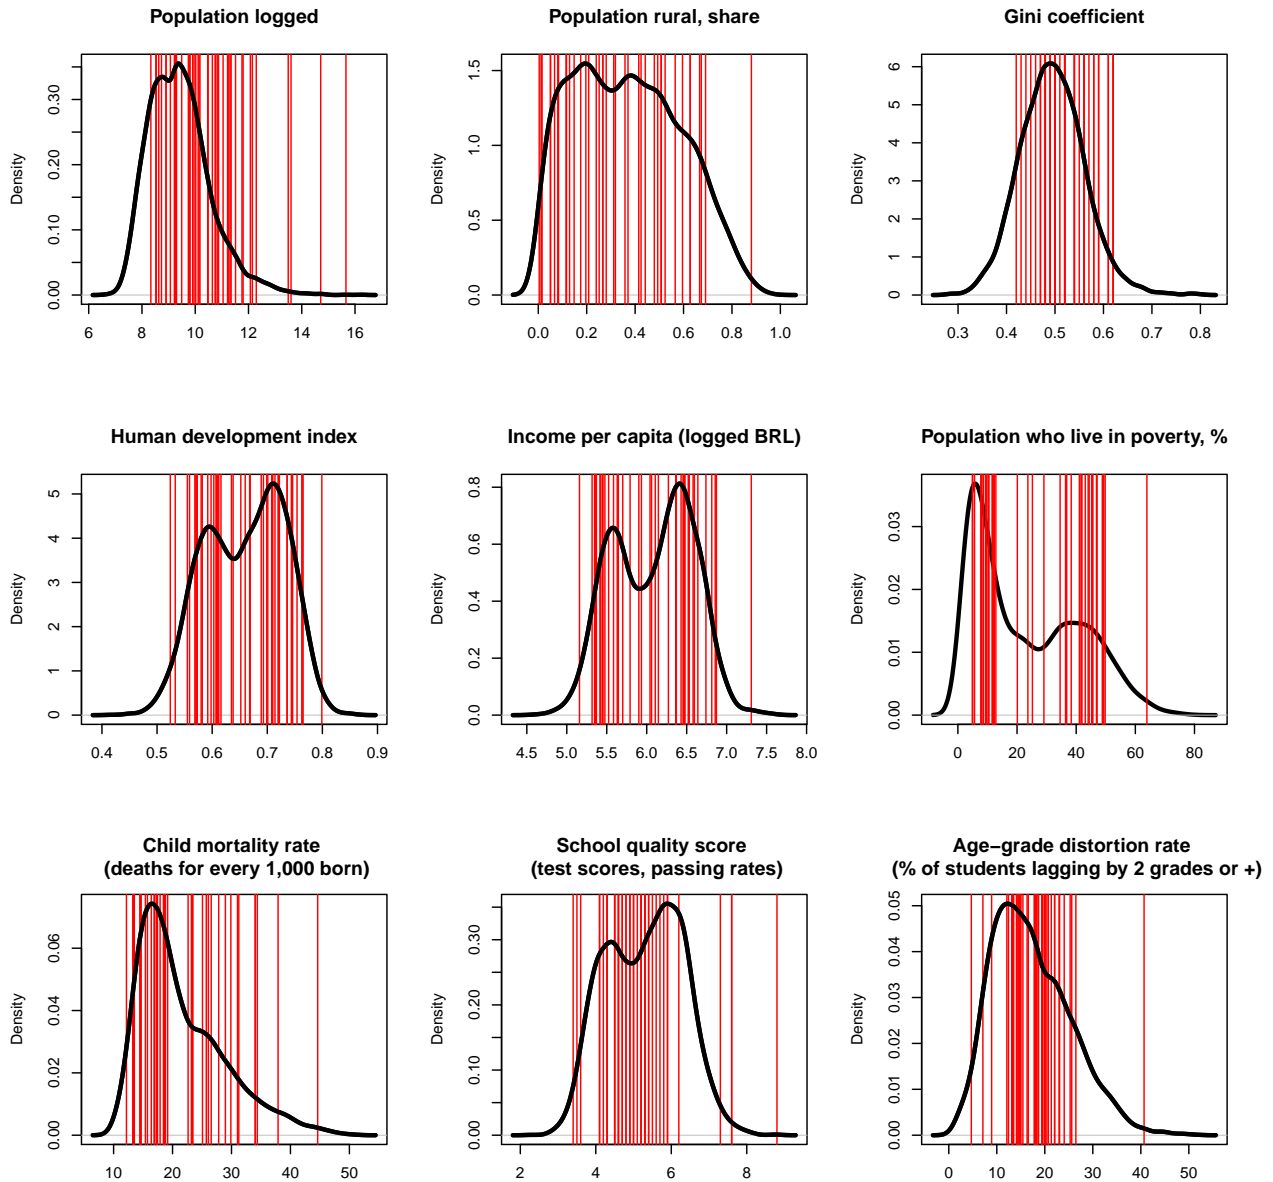 Population logged
Population rural, share
Gini coefficient
Density
0.00 0.10 0.20 0.30
6 8 10 12 14 16
Density
0.0 0.5 1.0 1.5
0.0 0.2 0.4 0.6 0.8 1.0
Density
0 1 2 3 4 5 6
0.3 0.4 0.5 0.6 0.7 0.8
Human development index
Income per capita (logged BRL)
Population who live in poverty, %
Density
0 1 2 3 4 5
0.4 0.5 0.6 0.7 0.8 0.9
Density
0.0 0.2 0.4 0.6 0.8
4.5 5.0 5.5 6.0 6.5 7.0 7.5 8.0
Density
0.00 0.01 0.02 0.03
0 20 40 60 80
Child mortality rate
(deaths for every 1,000 born)
School quality score
(test scores, passing rates)
Age−grade distortion rate
(% of students lagging by 2 grades or +)
Density
0.00 0.02 0.04 0.06
10 20 30 40 50
Density
0.00 0.10 0.20 0.30
2 4 6 8
Density
0.00 0.01 0.02 0.03 0.04 0.05
0 10 20 30 40 50